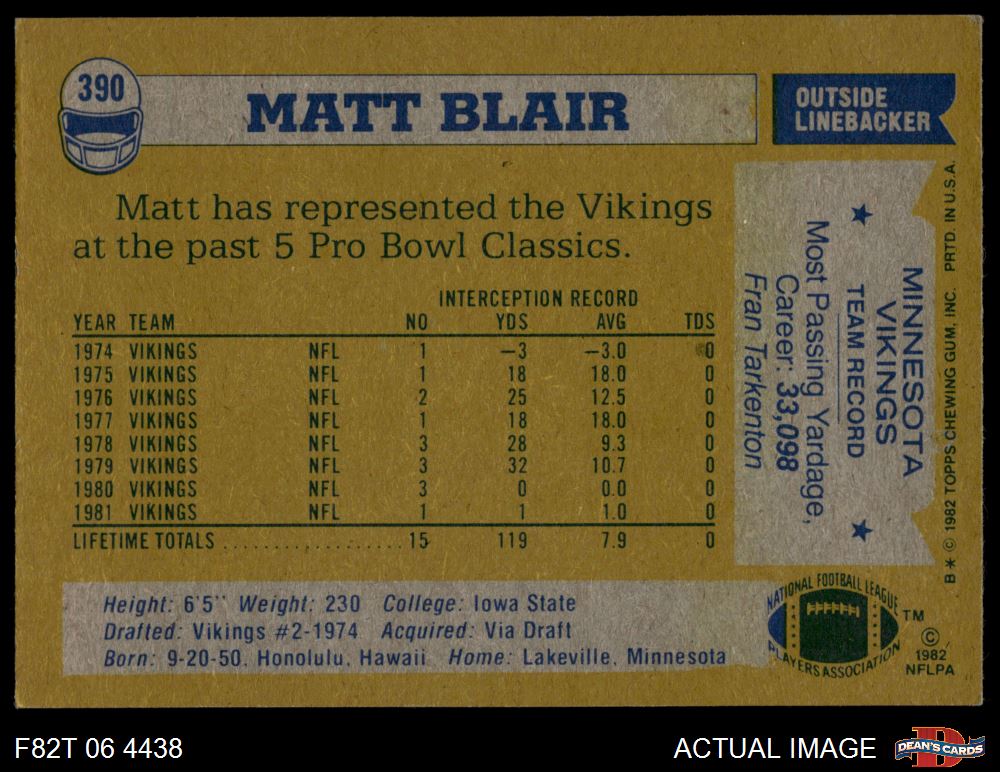 390
MATT BLAIR
OUTSIDE
LINEBACKER
Matt has represented the Vikings
at the past 5 Pro Bowl Classics.
INTERCEPTION RECORD
YEAR TEAM NO YDS AVG TDS
1974 VIKINGS NFL 1 –3 –3.0 0
1975 VIKINGS NFL 1 18 18.0 0
1976 VIKINGS NFL 2 25 12.5 0
1977 VIKINGS NFL 1 18 18.0 0
1978 VIKINGS NFL 3 28 9.3 0
1979 VIKINGS NFL 3 32 10.7 0
1980 VIKINGS NFL 3 0 0.0 0
1981 VIKINGS NFL 1 1 1.0 0
LIFETIME TOTALS .................. 15 119 7.9 0
Height: 6'5" Weight: 230 College: Iowa State
Drafted: Vikings #2-1974 Acquired: Via Draft
Born: 9-20-50, Honolulu, Hawaii Home: Lakeville, Minnesota
MINNESOTA
VIKINGS
★ TEAM RECORD ★
Most Passing Yardage,
Career: 33,098
Fran Tarkenton
B * © 1982 TOPPS CHEWING GUM, INC. PRTD. IN U.S.A.
NATIONAL FOOTBALL LEAGUE
PLAYERS ASSOCIATION
TM
©
1982
NFLPA
F82T 06 4438
ACTUAL IMAGE
DEAN'S CARDS